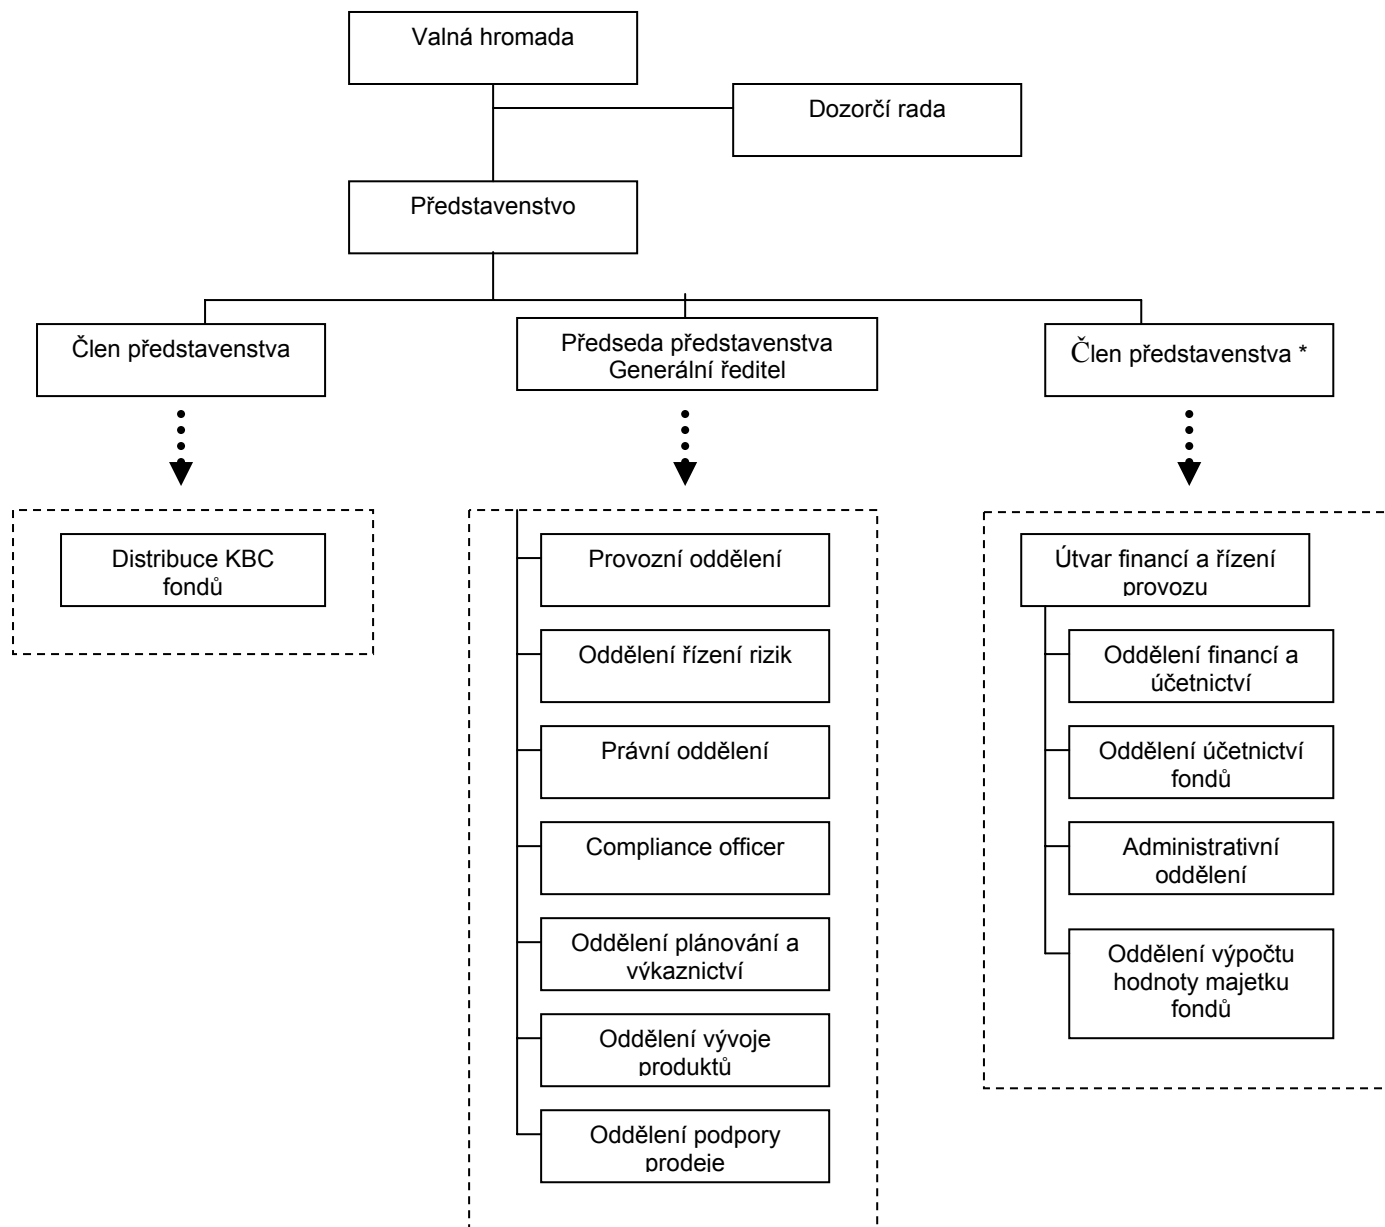 Valná hromada
Dozorčí rada
Představenstvo
Člen představenstva
Předseda představenstva
Generální ředitel
Člen představenstva *
Distribuce KBC
fondů
Provozní oddělení
Oddělení řízení rizik
Právní oddělení
Compliance officer
Oddělení plánování a
výkaznictví
Oddělení vývoje
produktů
Oddělení podpory
prodeje
Útvar financí a řízení
provozu
Oddělení financí a
účetnictví
Oddělení účetnictví
fondů
Administrativní
oddělení
Oddělení výpočtu
hodnoty majetku
fondů